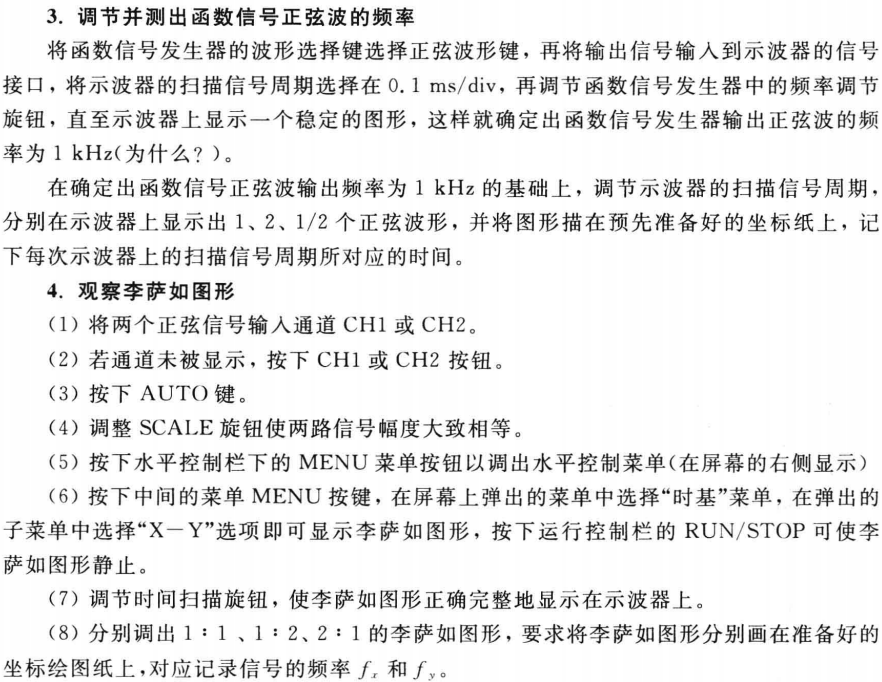 3. 调节并测出函数信号正弦波的频率
将函数信号发生器的波形选择键选择正弦波形键，再将输出信号输入到示波器的信号
接口，将示波器的扫描信号周期选择在 0.1 ms/div，再调节函数信号发生器中的频率调节
旋钮，直至示波器上显示一个稳定的图形，这样就确定出函数信号发生器输出正弦波的频
率为 1 kHz(为什么？)。
在确定出函数信号正弦波输出频率为 1 kHz 的基础上，调节示波器的扫描信号周期，
分别在示波器上显示出 1、2、1/2 个正弦波形，并将图形描在预先准备好的坐标纸上，记
下每次示波器上的扫描信号周期所对应的时间。
4. 观察李萨如图形
（1）将两个正弦信号输入通道 CH1 或 CH2。
（2）若通道未被显示，按下 CH1 或 CH2 按钮。
（3）按下 AUTO 键。
（4）调整 SCALE 旋钮使两路信号幅度大致相等。
（5）按下水平控制栏下的 MENU 菜单按钮以调出水平控制菜单(在屏幕的右侧显示)
（6）按下中间的菜单 MENU 按键，在屏幕上弹出的菜单中选择“时基”菜单，在弹出的
子菜单中选择“X－Y”选项即可显示李萨如图形，按下运行控制栏的 RUN/STOP 可使李
萨如图形静止。
（7）调节时间扫描旋钮，使李萨如图形正确完整地显示在示波器上。
（8）分别调出 1∶1、1∶2、2∶1 的李萨如图形，要求将李萨如图形分别画在准备好的
坐标绘图纸上，对应记录信号的频率 fx 和 fy。